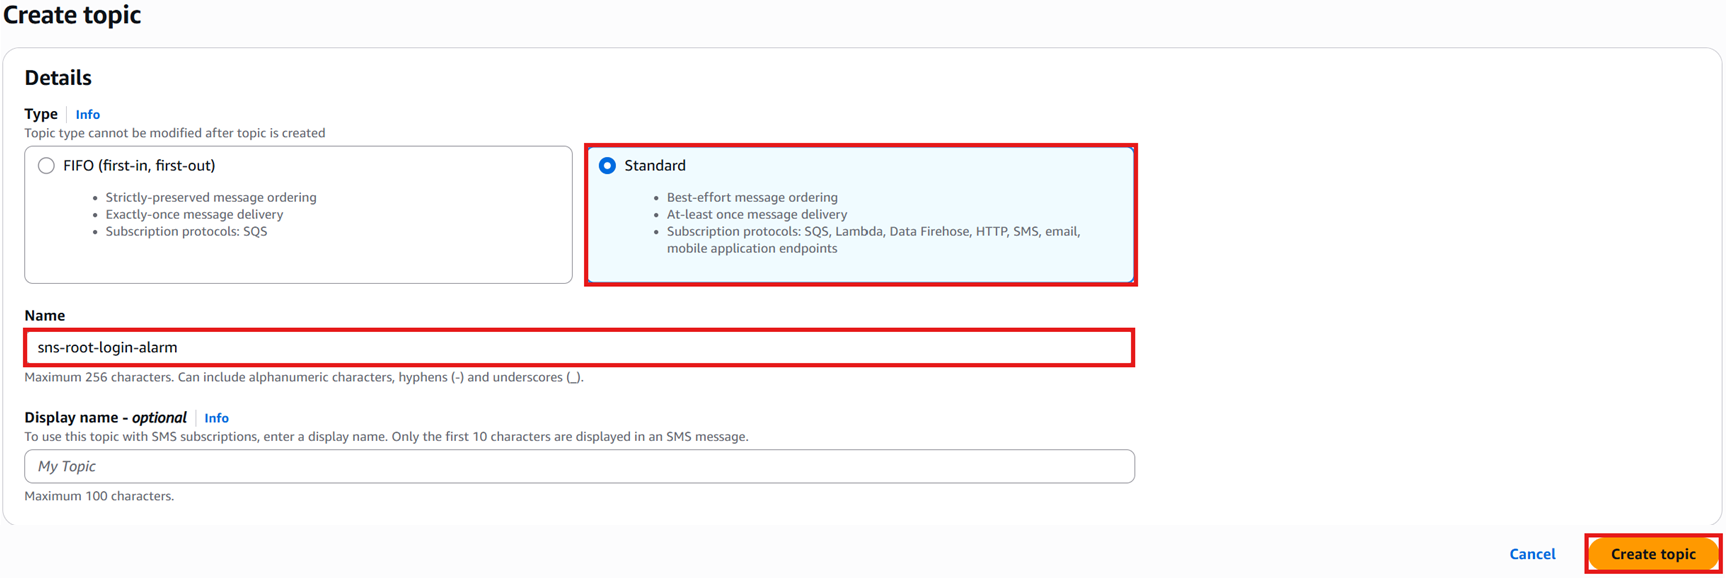 Create topic
Details
Type Info
Topic type cannot be modified after topic is created
FIFO (first-in, first-out)
• Strictly-preserved message ordering
• Exactly-once message delivery
• Subscription protocols: SQS
Standard
• Best-effort message ordering
• At-least once message delivery
• Subscription protocols: SQS, Lambda, Data Firehose, HTTP, SMS, email,
mobile application endpoints
Name
sns-root-login-alarm
Maximum 256 characters. Can include alphanumeric characters, hyphens (-) and underscores (_).
Display name - optional Info
To use this topic with SMS subscriptions, enter a display name. Only the first 10 characters are displayed in an SMS message.
My Topic
Maximum 100 characters.
Cancel Create topic